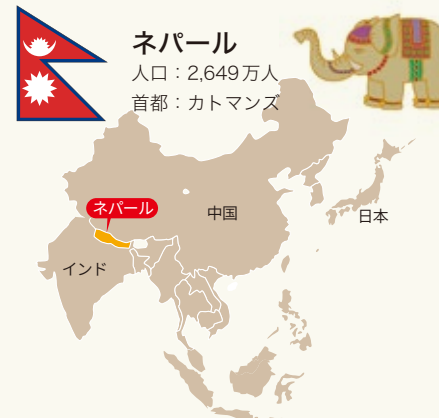 ネパール
人口：2,649万人
首都：カトマンズ
ネパール
中国
日本
インド